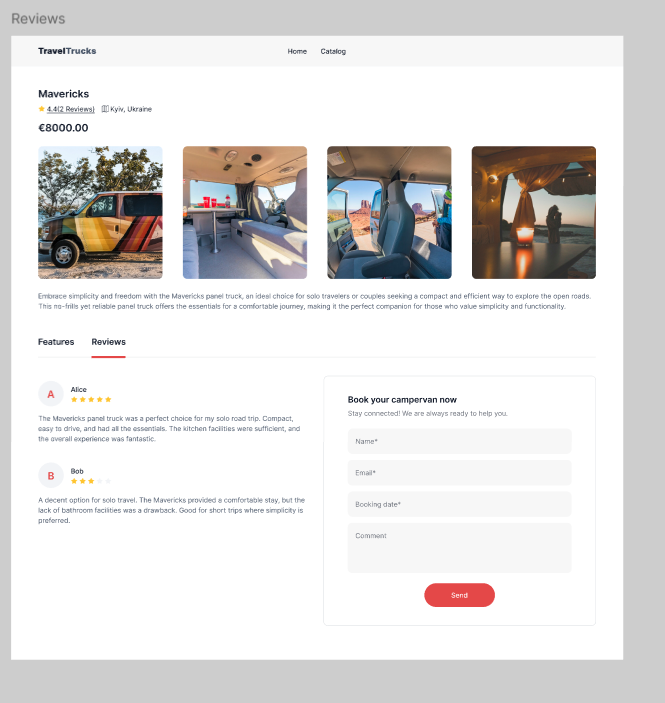 Reviews
TravelTrucks
Home Catalog
Mavericks
4.4(2 Reviews) Kyiv, Ukraine
€8000.00
Embrace simplicity and freedom with the Mavericks panel truck, an ideal choice for solo travelers or couples seeking a compact and efficient way to explore the open roads.
This no-frills yet reliable panel truck offers the essentials for a comfortable journey, making it the perfect companion for those who value simplicity and functionality.
Features Reviews
A
Alice
The Mavericks panel truck was a perfect choice for my solo road trip. Compact,
easy to drive, and had all the essentials. The kitchen facilities were sufficient, and
the overall experience was fantastic.
B
Bob
A decent option for solo travel. The Mavericks provided a comfortable stay, but the
lack of bathroom facilities was a drawback. Good for short trips where simplicity is
preferred.
Book your campervan now
Stay connected! We are always ready to help you.
Name*
Email*
Booking date*
Comment
Send